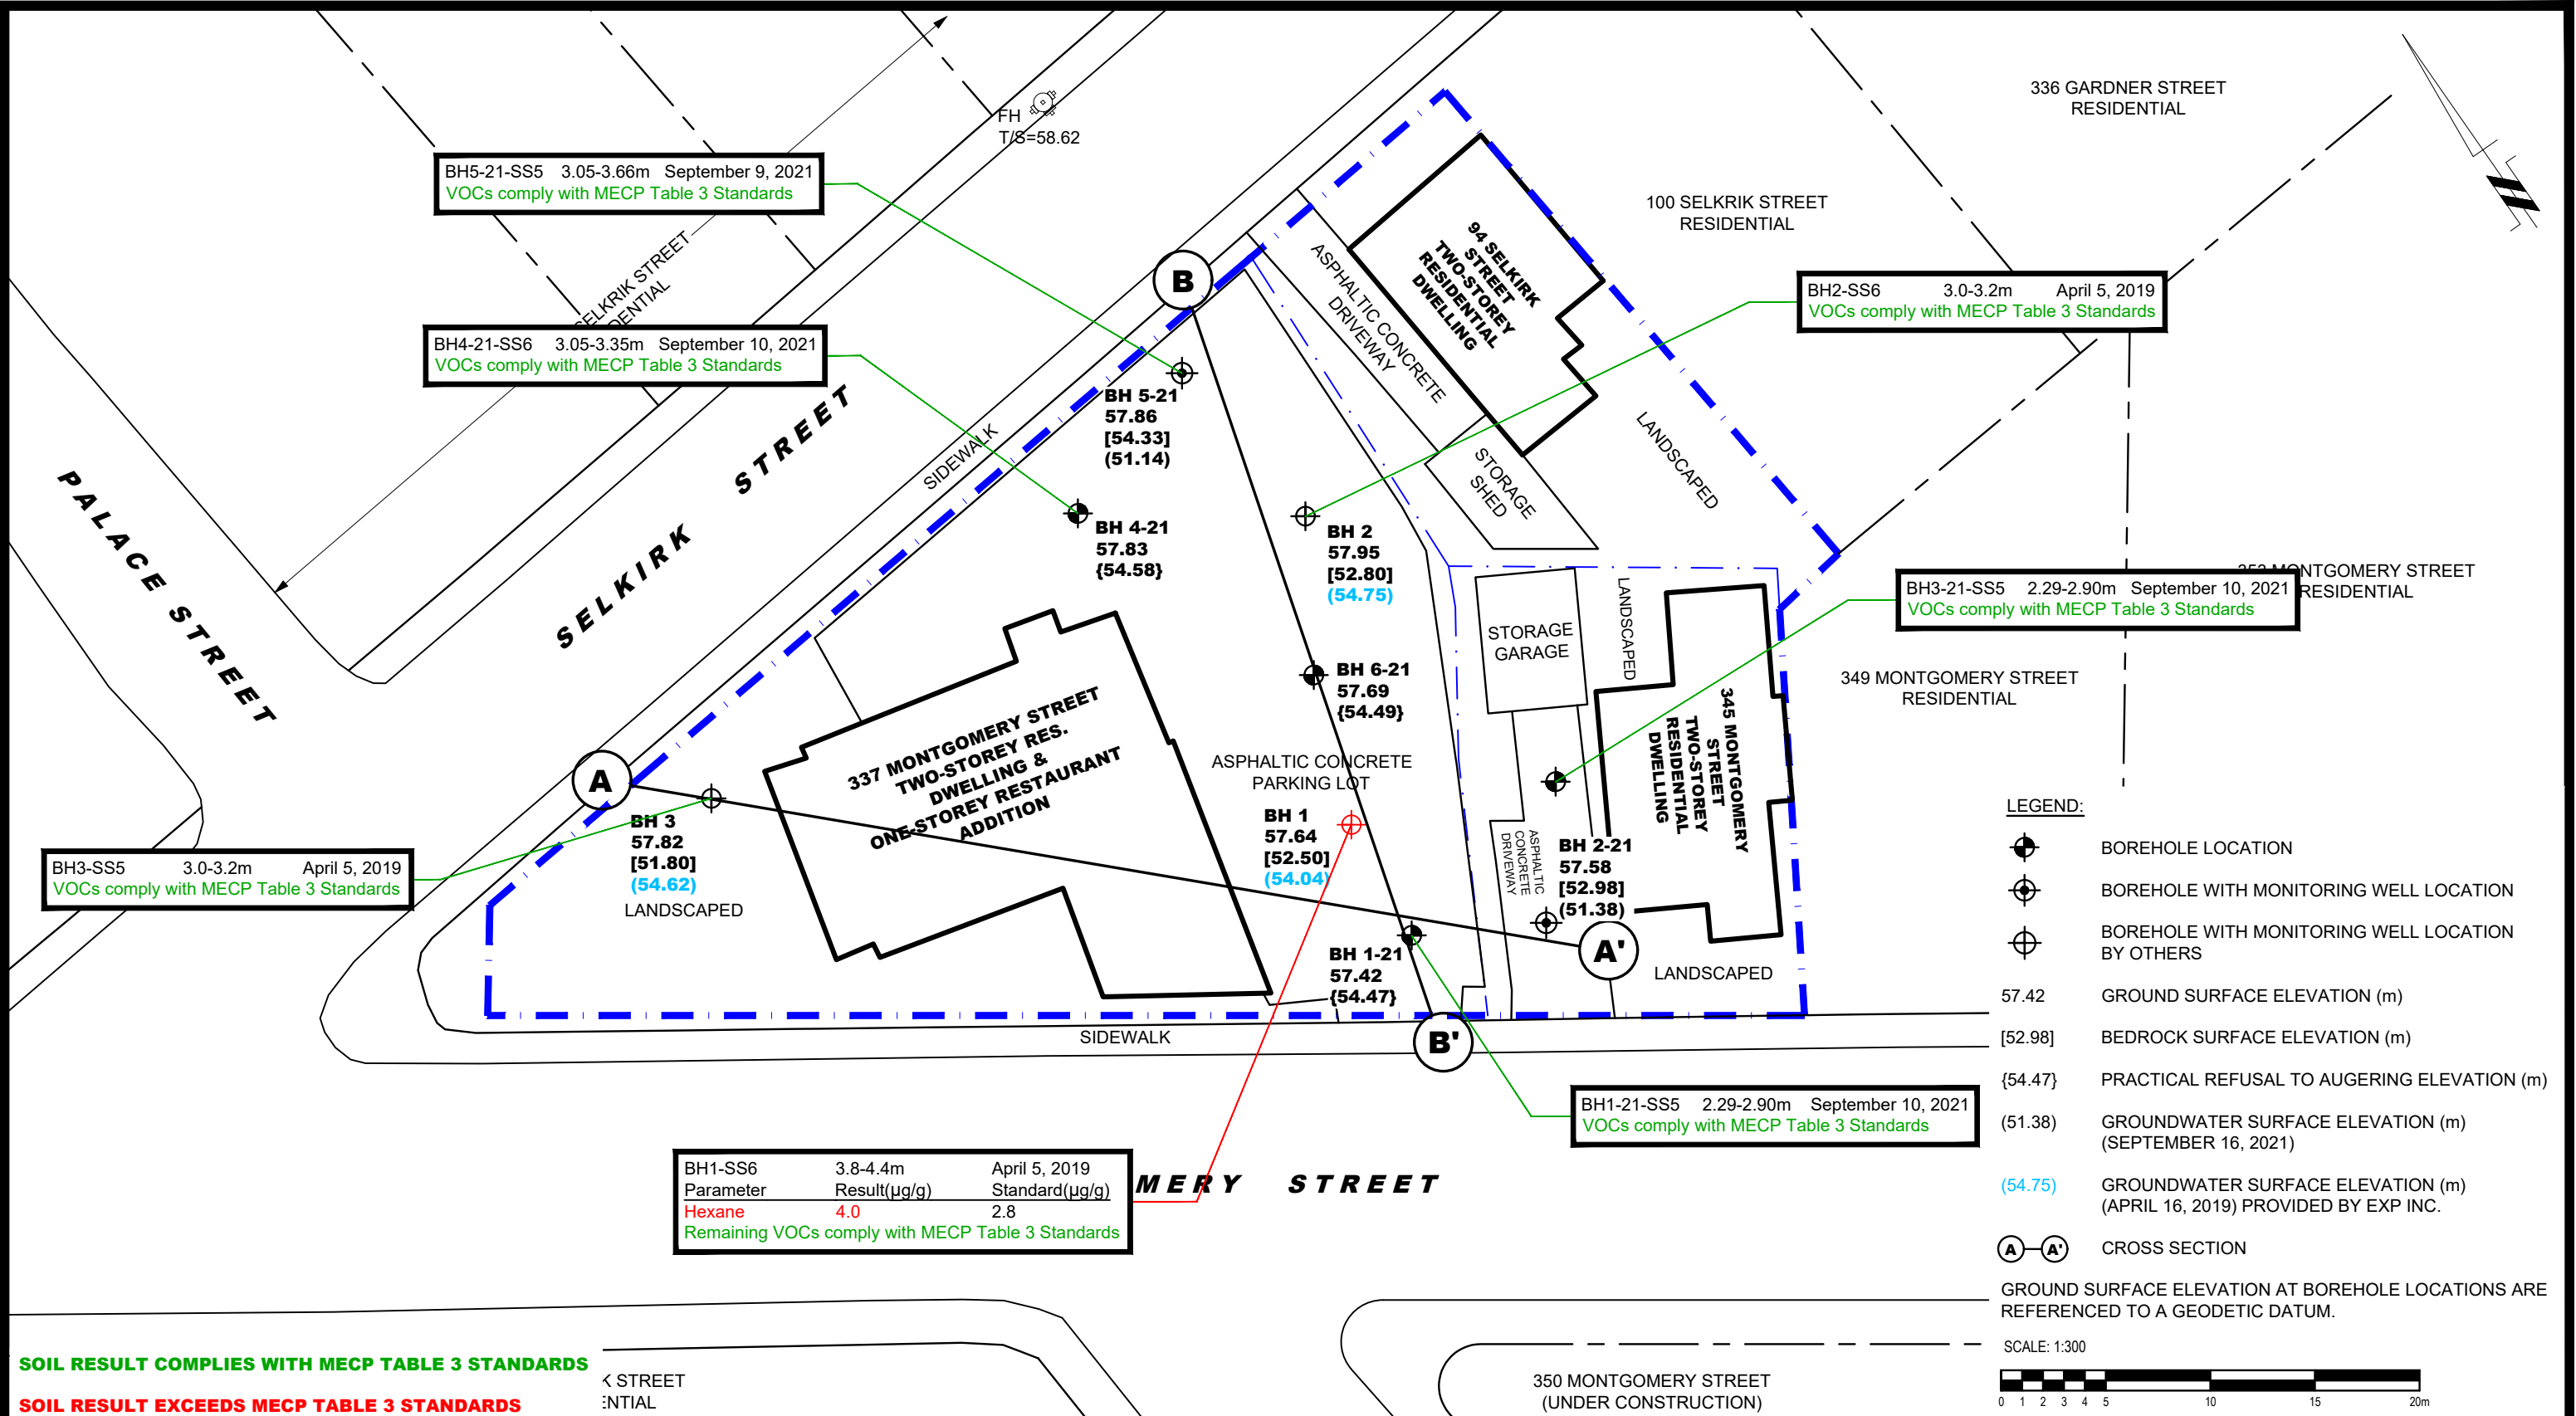 336 GARDNER STREET
RESIDENTIAL
FH
T/S=58.62
BH5-21-SS5 3.05-3.66m September 9, 2021
VOCs comply with MECP Table 3 Standards
100 SELKRIK STREET
RESIDENTIAL
94 SELKIRK
STREET
TWO-STOREY
RESIDENTIAL
DWELLING
SELKRIK STREET
DENTIAL
B
ASPHALTIC CONCRETE
DRIVEWAY
BH2-SS6 3.0-3.2m April 5, 2019
VOCs comply with MECP Table 3 Standards
BH4-21-SS6 3.05-3.35m September 10, 2021
VOCs comply with MECP Table 3 Standards
BH 5-21
57.86
[54.33]
(51.14)
SIDEWALK
SELKIRK STREET
PALACE STREET
LANDSCAPED
STORAGE
SHED
BH 4-21
57.83
{54.58}
BH 2
57.95
[52.80]
(54.75)
MONTGOMERY STREET
RESIDENTIAL
BH3-21-SS5 2.29-2.90m September 10, 2021
VOCs comply with MECP Table 3 Standards
STORAGE
GARAGE
LANDSCAPED
BH 6-21
57.69
{54.49}
349 MONTGOMERY STREET
RESIDENTIAL
345 MONTGOMERY
STREET
TWO-STOREY
RESIDENTIAL
DWELLING
337 MONTGOMERY STREET
TWO-STOREY RES.
DWELLING &
ONE-STOREY RESTAURANT
ADDITION
ASPHALTIC CONCRETE
PARKING LOT
A
BH 3
57.82
[51.80]
(54.62)
LANDSCAPED
BH 1
57.64
[52.50]
(54.04)
ASPHALTIC
CONCRETE
DRIVEWAY
BH 2-21
57.58
[52.98]
(51.38)
BH3-SS5 3.0-3.2m April 5, 2019
VOCs comply with MECP Table 3 Standards
A'
LANDSCAPED
BH 1-21
57.42
{54.47}
SIDEWALK
B'
BH1-21-SS5 2.29-2.90m September 10, 2021
VOCs comply with MECP Table 3 Standards
BH1-SS6 3.8-4.4m April 5, 2019
Parameter Result(µg/g) Standard(µg/g)
Hexane 4.0 2.8
Remaining VOCs comply with MECP Table 3 Standards
MERY STREET
LEGEND:
BOREHOLE LOCATION
BOREHOLE WITH MONITORING WELL LOCATION
BOREHOLE WITH MONITORING WELL LOCATION
BY OTHERS
57.42 GROUND SURFACE ELEVATION (m)
[52.98] BEDROCK SURFACE ELEVATION (m)
{54.47} PRACTICAL REFUSAL TO AUGERING ELEVATION (m)
(51.38) GROUNDWATER SURFACE ELEVATION (m)
(SEPTEMBER 16, 2021)
(54.75) GROUNDWATER SURFACE ELEVATION (m)
(APRIL 16, 2019) PROVIDED BY EXP INC.
A A' CROSS SECTION
GROUND SURFACE ELEVATION AT BOREHOLE LOCATIONS ARE
REFERENCED TO A GEODETIC DATUM.
SCALE: 1:300
0 1 2 3 4 5 10 15 20m
SOIL RESULT COMPLIES WITH MECP TABLE 3 STANDARDS
SOIL RESULT EXCEEDS MECP TABLE 3 STANDARDS
K STREET
ENTIAL
350 MONTGOMERY STREET
(UNDER CONSTRUCTION)